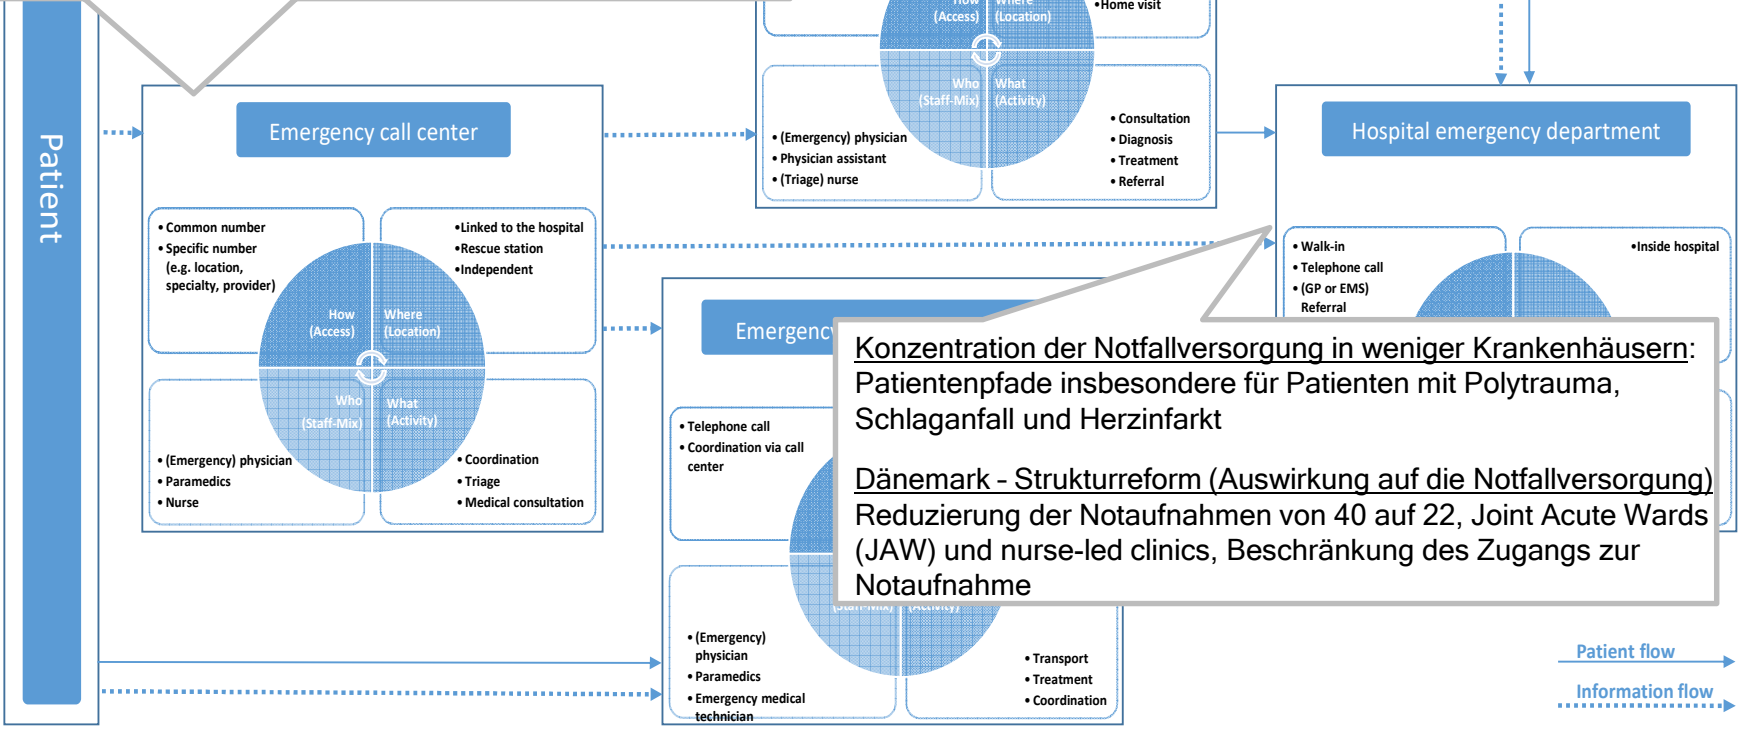 Patient
How
(Access)
Where
(Location)
•Home visit
Who
(Staff-Mix)
What
(Activity)
• (Emergency) physician
• Physician assistant
• (Triage) nurse
• Consultation
• Diagnosis
• Treatment
• Referral
Emergency call center
• Common number
• Specific number
(e.g. location,
specialty, provider)
•Linked to the hospital
•Rescue station
•Independent
How
(Access)
Where
(Location)
Who
(Staff-Mix)
What
(Activity)
• (Emergency) physician
• Paramedics
• Nurse
• Coordination
• Triage
• Medical consultation
Hospital emergency department
• Walk-in
• Telephone call
• (GP or EMS)
Referral
•Inside hospital
• Telephone call
• Coordination via call
center
(Staff-Mix)
(Activity)
• (Emergency)
physician
• Paramedics
• Emergency medical
technician
• Transport
• Treatment
• Coordination
Konzentration der Notfallversorgung in weniger Krankenhäusern:
Patientenpfade insbesondere für Patienten mit Polytrauma,
Schlaganfall und Herzinfarkt
Dänemark – Strukturreform (Auswirkung auf die Notfallversorgung)
Reduzierung der Notaufnahmen von 40 auf 22, Joint Acute Wards
(JAW) und nurse-led clinics, Beschränkung des Zugangs zur
Notaufnahme
Patient flow
Information flow